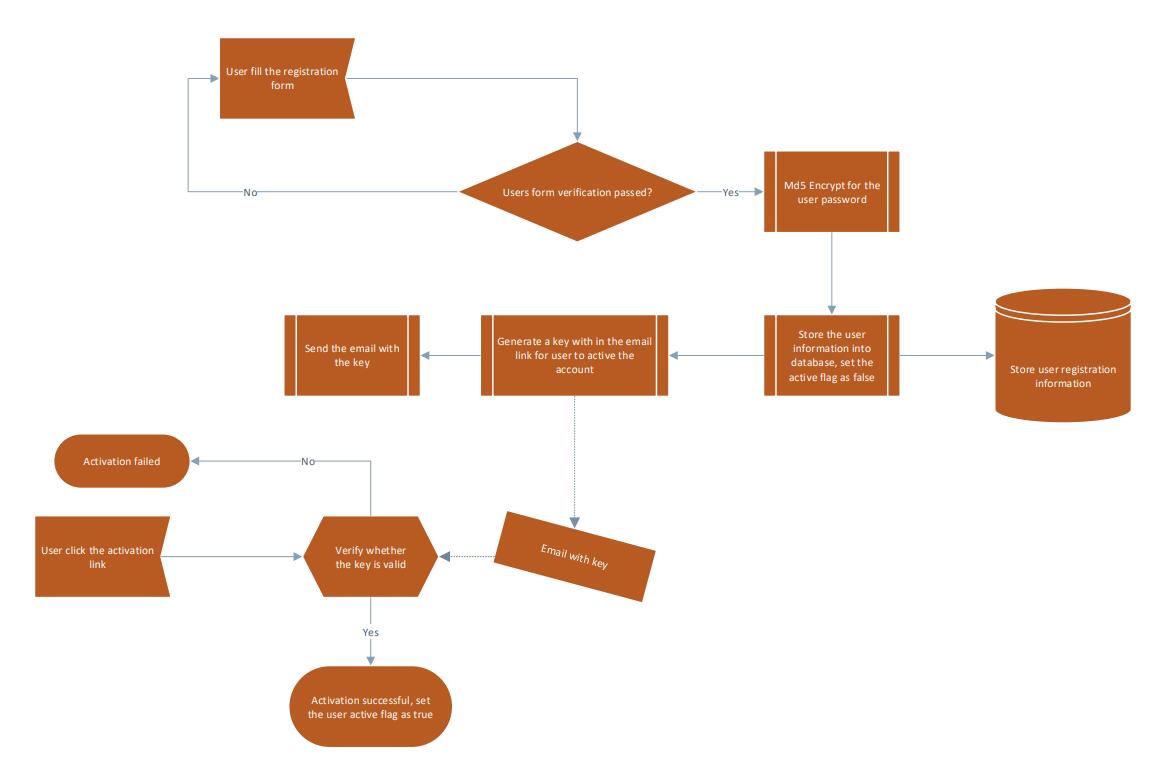 User fill the registration
form
Users form verification passed?
No
Yes
Md5 Encrypt for the
user password
Send the email with
the key
Generate a key with in the email
link for user to active the
account
Store the user
information into
database, set the
active flag as false
Store user registration
information
Activation failed
No
User click the activation
link
Verify whether
the key is valid
Email with key
Yes
Activation successful, set
the user active flag as true